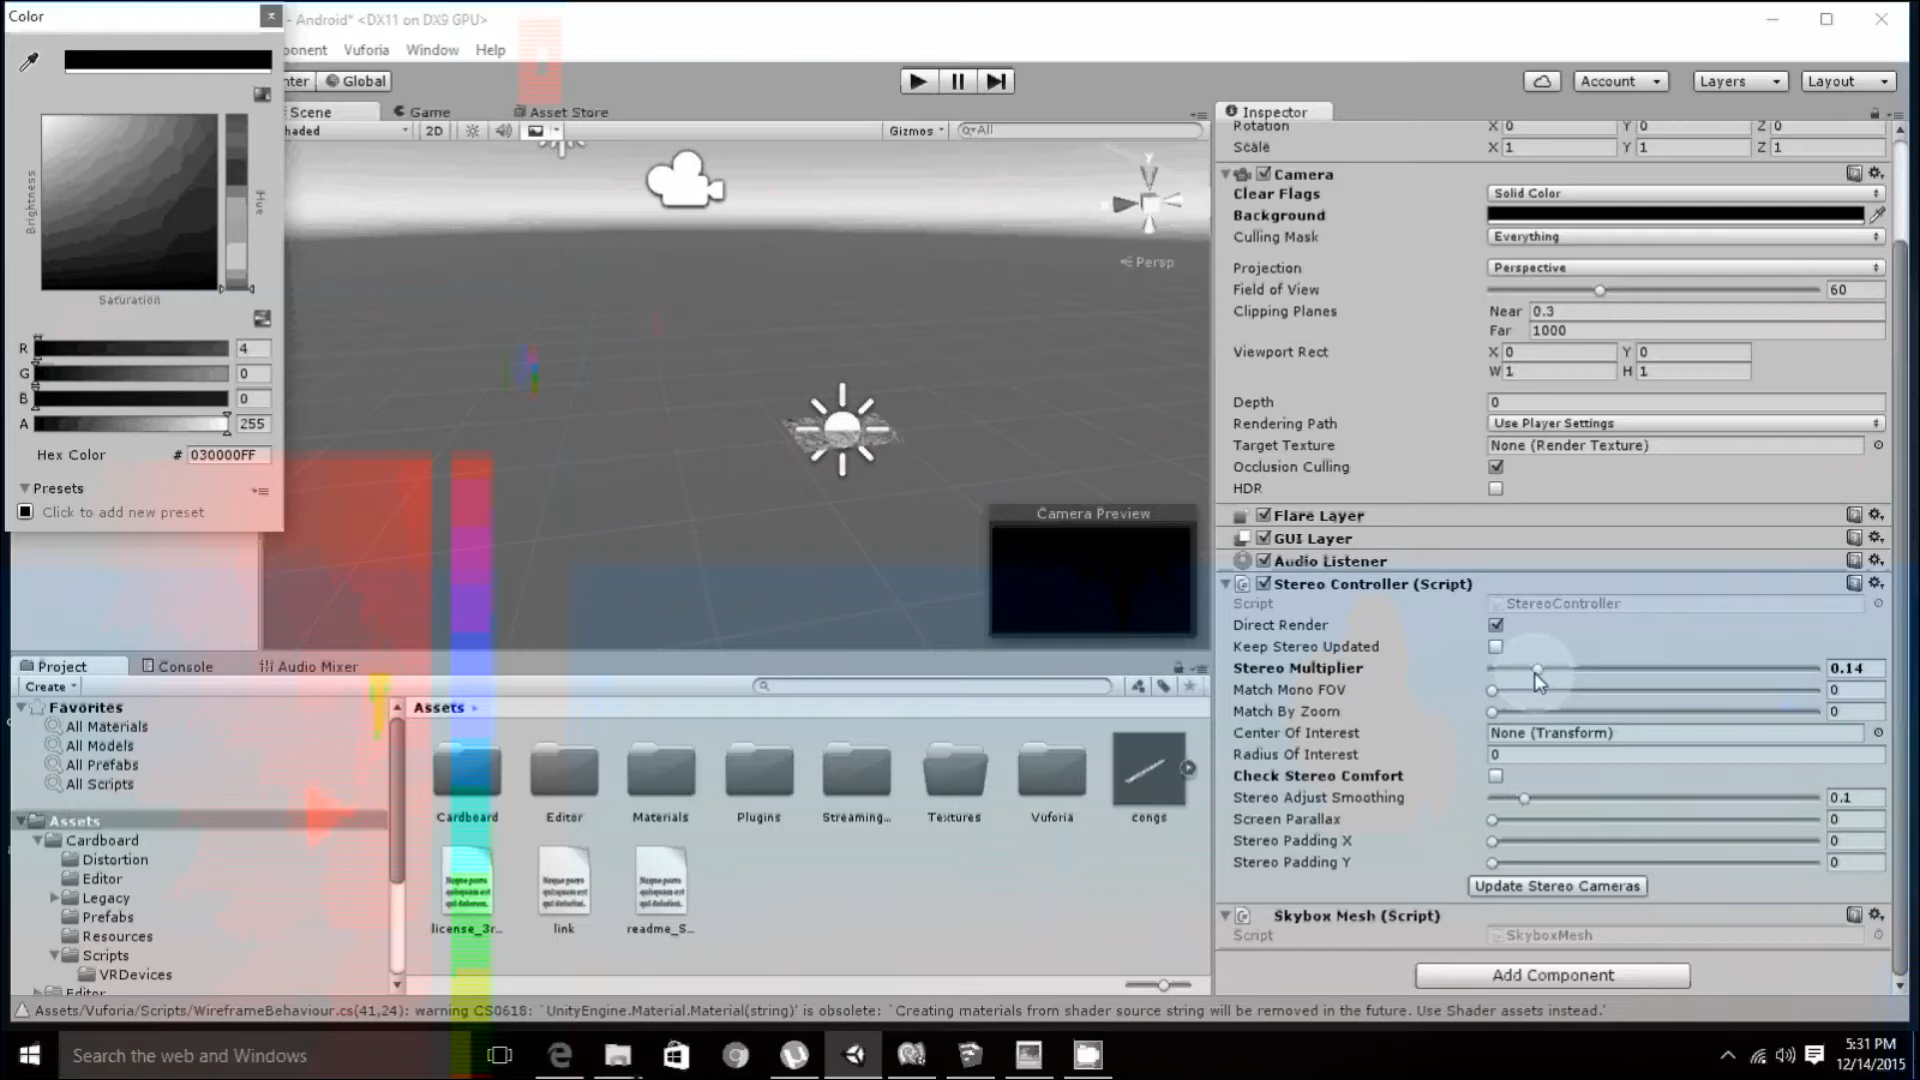 Color
- Android* <DX11 on DX9 GPU>
ponent Vuforia Window Help
nter Global
Account Layers Layout
Scene Game Asset Store
haded 2D Gizmos All
Persp
Camera Preview
Brightness
Hue
Saturation
R 4
G 0
B 0
A 255
Hex Color # 030000FF
Presets
Click to add new preset
Inspector
Rotation X 0 Y 0 Z 0
Scale X 1 Y 1 Z 1
Camera
Clear Flags Solid Color
Background
Culling Mask Everything
Projection Perspective
Field of View 60
Clipping Planes Near 0.3
Far 1000
Viewport Rect X 0 Y 0
W 1 H 1
Depth 0
Rendering Path Use Player Settings
Target Texture None (Render Texture)
Occlusion Culling
HDR
Flare Layer
GUI Layer
Audio Listener
Stereo Controller (Script)
Script StereoController
Direct Render
Keep Stereo Updated
Stereo Multiplier 0.14
Match Mono FOV 0
Match By Zoom 0
Center Of Interest None (Transform)
Radius Of Interest 0
Check Stereo Comfort
Stereo Adjust Smoothing 0.1
Screen Parallax 0
Stereo Padding X 0
Stereo Padding Y 0
Update Stereo Cameras
Skybox Mesh (Script)
Script SkyboxMesh
Add Component
Project Console Audio Mixer
Create
Favorites
All Materials
All Models
All Prefabs
All Scripts
Assets
Cardboard
Distortion
Editor
Legacy
Prefabs
Resources
Scripts
VRDevices
Editor
Assets
Cardboard Editor Materials Plugins Streaming... Textures Vuforia congs
license_3r... link readme_S...
Assets/Vuforia/Scripts/WireframeBehaviour.cs(41,24): warning CS0618: `UnityEngine.Material.Material(string)' is obsolete: `Creating materials from shader source string will be removed in the future. Use Shader assets instead.'
Search the web and Windows
5:31 PM
12/14/2015